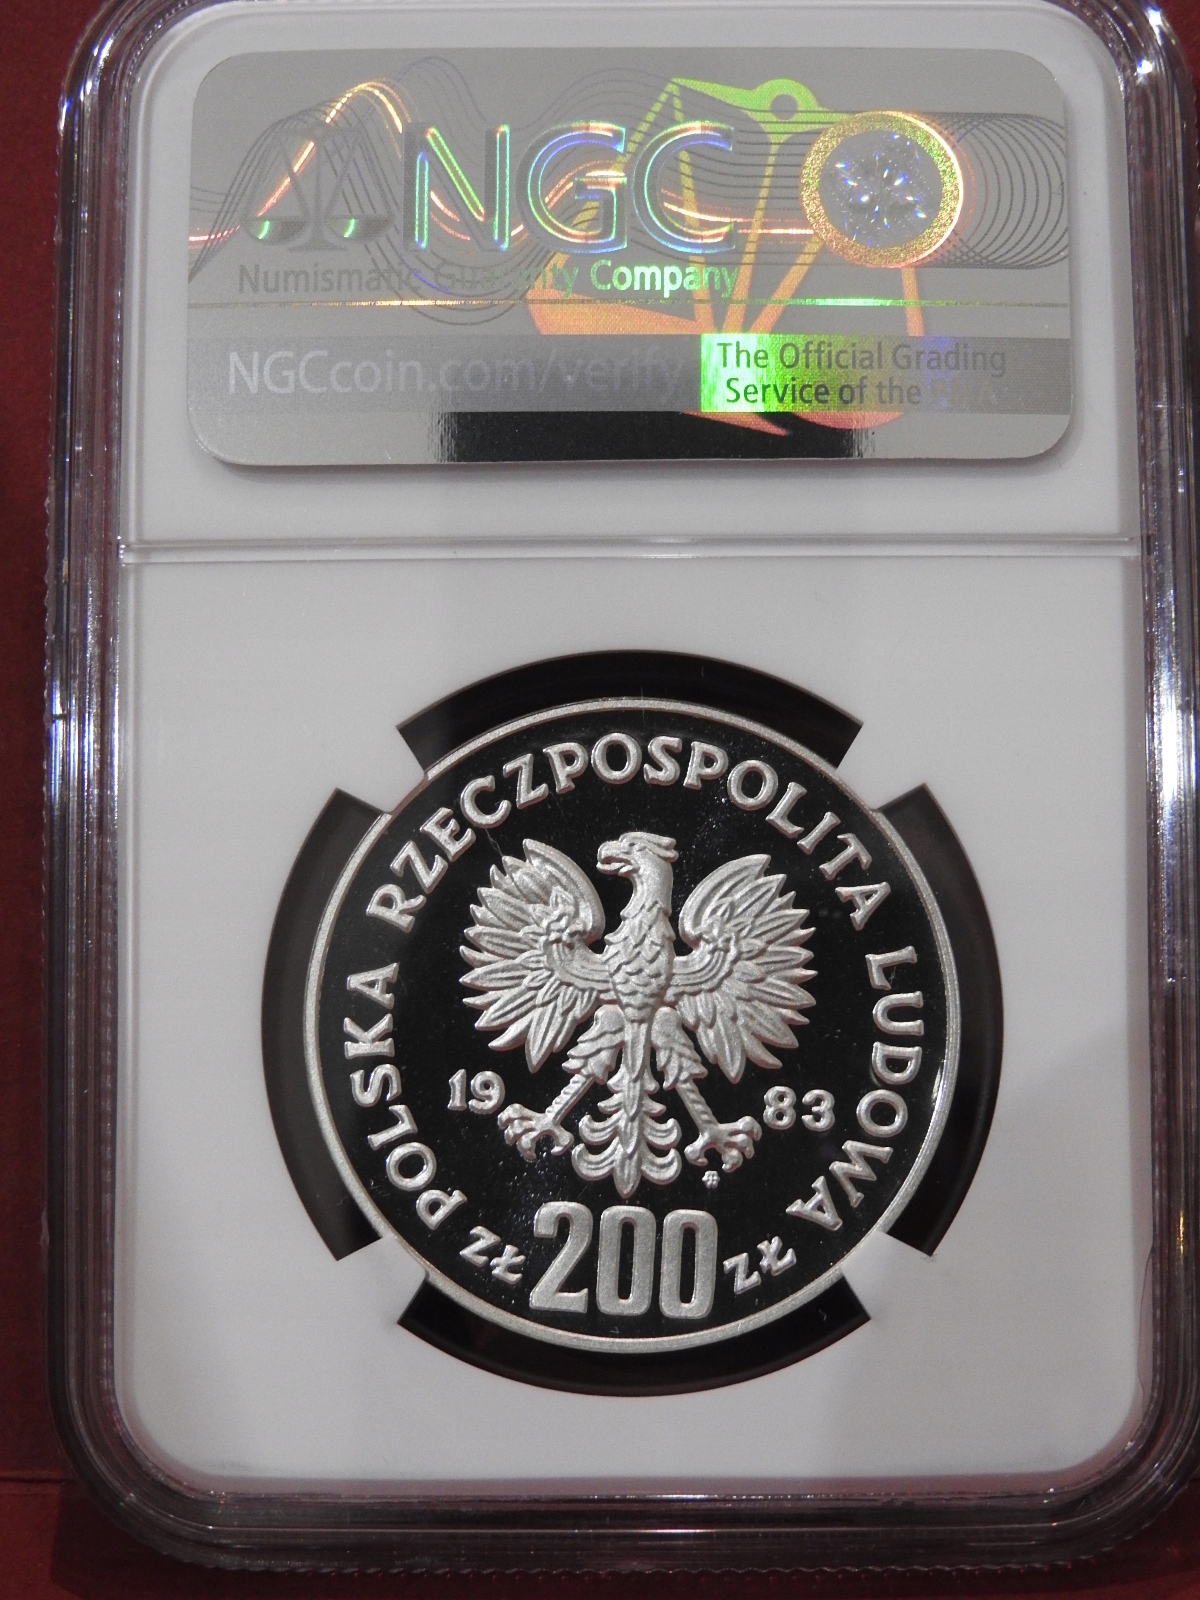 NGC
Numismatic Guaranty Company
NGCcoin.com/verify
The Official Grading
Service of the
POLSKA RZECZPOSPOLITA LUDOWA
19 83
ZŁ 200 ZŁ